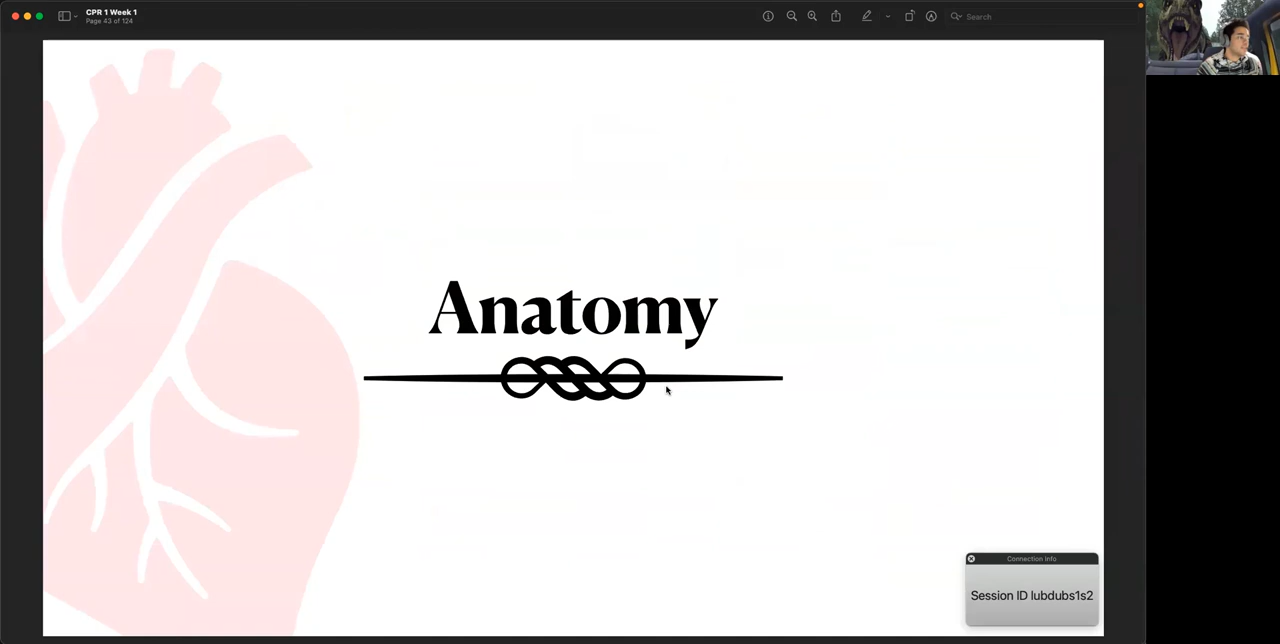 CPR 1 Week 1
Page 43 of 124
Search
Anatomy
Connection Info
Session ID lubdubs1s2